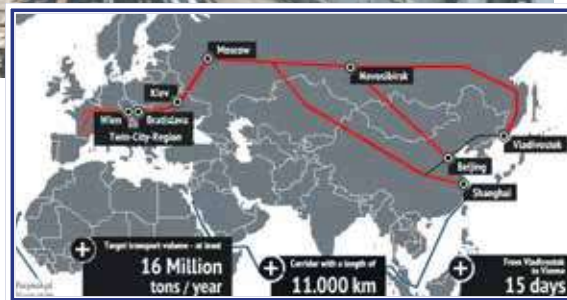 Moscow
Novosibirsk
Kiev
Wien
Bratislava
Twin-City-Region
Vladivostok
Beijing
Shanghai
Target transport volume - at least
16 Million
tons / year
Corridor with a length of
11.000 km
From Vladivostok
to Vienna
15 days